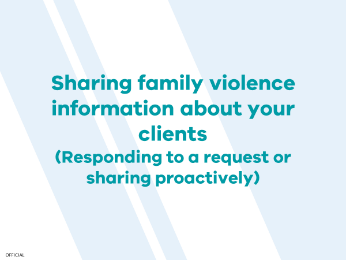 Sharing family violence
information about your
clients
(Responding to a request or
sharing proactively)
OFFICIAL